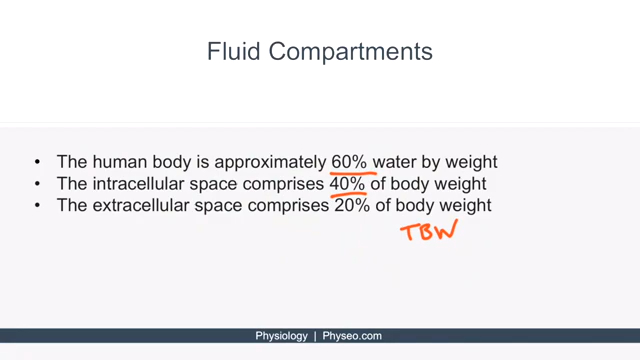 Fluid Compartments
• The human body is approximately 60% water by weight
• The intracellular space comprises 40% of body weight
• The extracellular space comprises 20% of body weight
TBW
Physiology | Physeo.com